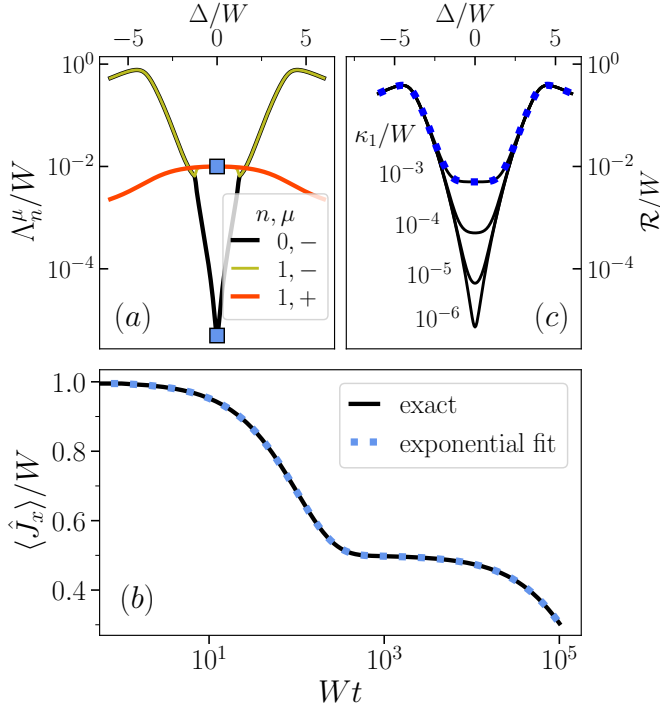 Δ/W
−5 0 5
10^0
10^{−2}
10^{−4}
Λ_n^μ/W
n, μ
0, −
1, −
1, +
(a)
Δ/W
−5 0 5
κ_1/W
10^{−3}
10^{−4}
10^{−5}
10^{−6}
(c)
10^0
10^{−2}
10^{−4}
ℛ/W
1.0
0.8
0.6
0.4
⟨Ĵ_x⟩/W
exact
exponential fit
(b)
10^1 10^3 10^5
Wt